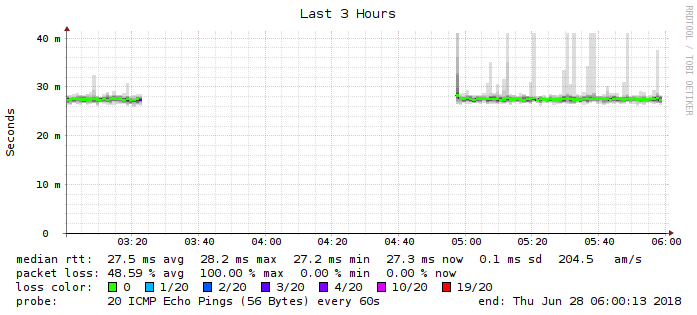 Last 3 Hours
RRDTOOL / TOBI OETIKER
Seconds
40 m
30 m
20 m
10 m
0
03:20 03:40 04:00 04:20 04:40 05:00 05:20 05:40 06:00
median rtt: 27.5 ms avg 28.2 ms max 27.2 ms min 27.3 ms now 0.1 ms sd 204.5 am/s
packet loss: 48.59 % avg 100.00 % max 0.00 % min 0.00 % now
loss color: 0 1/20 2/20 3/20 4/20 10/20 19/20
probe: 20 ICMP Echo Pings (56 Bytes) every 60s end: Thu Jun 28 06:00:13 2018